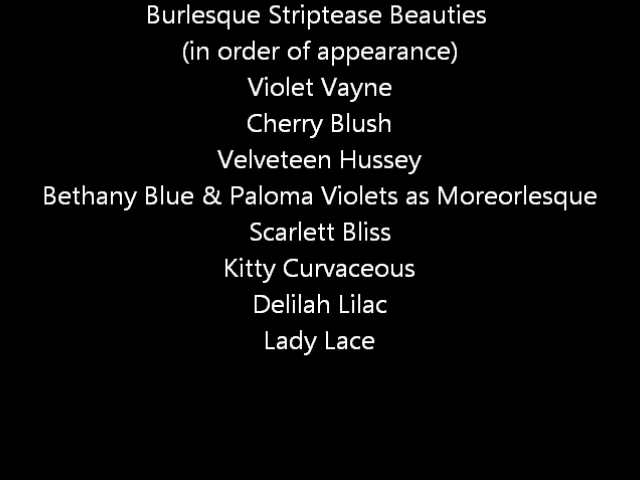 Burlesque Striptease Beauties
(in order of appearance)
Violet Vayne
Cherry Blush
Velveteen Hussey
Bethany Blue & Paloma Violets as Moreorlesque
Scarlett Bliss
Kitty Curvaceous
Delilah Lilac
Lady Lace